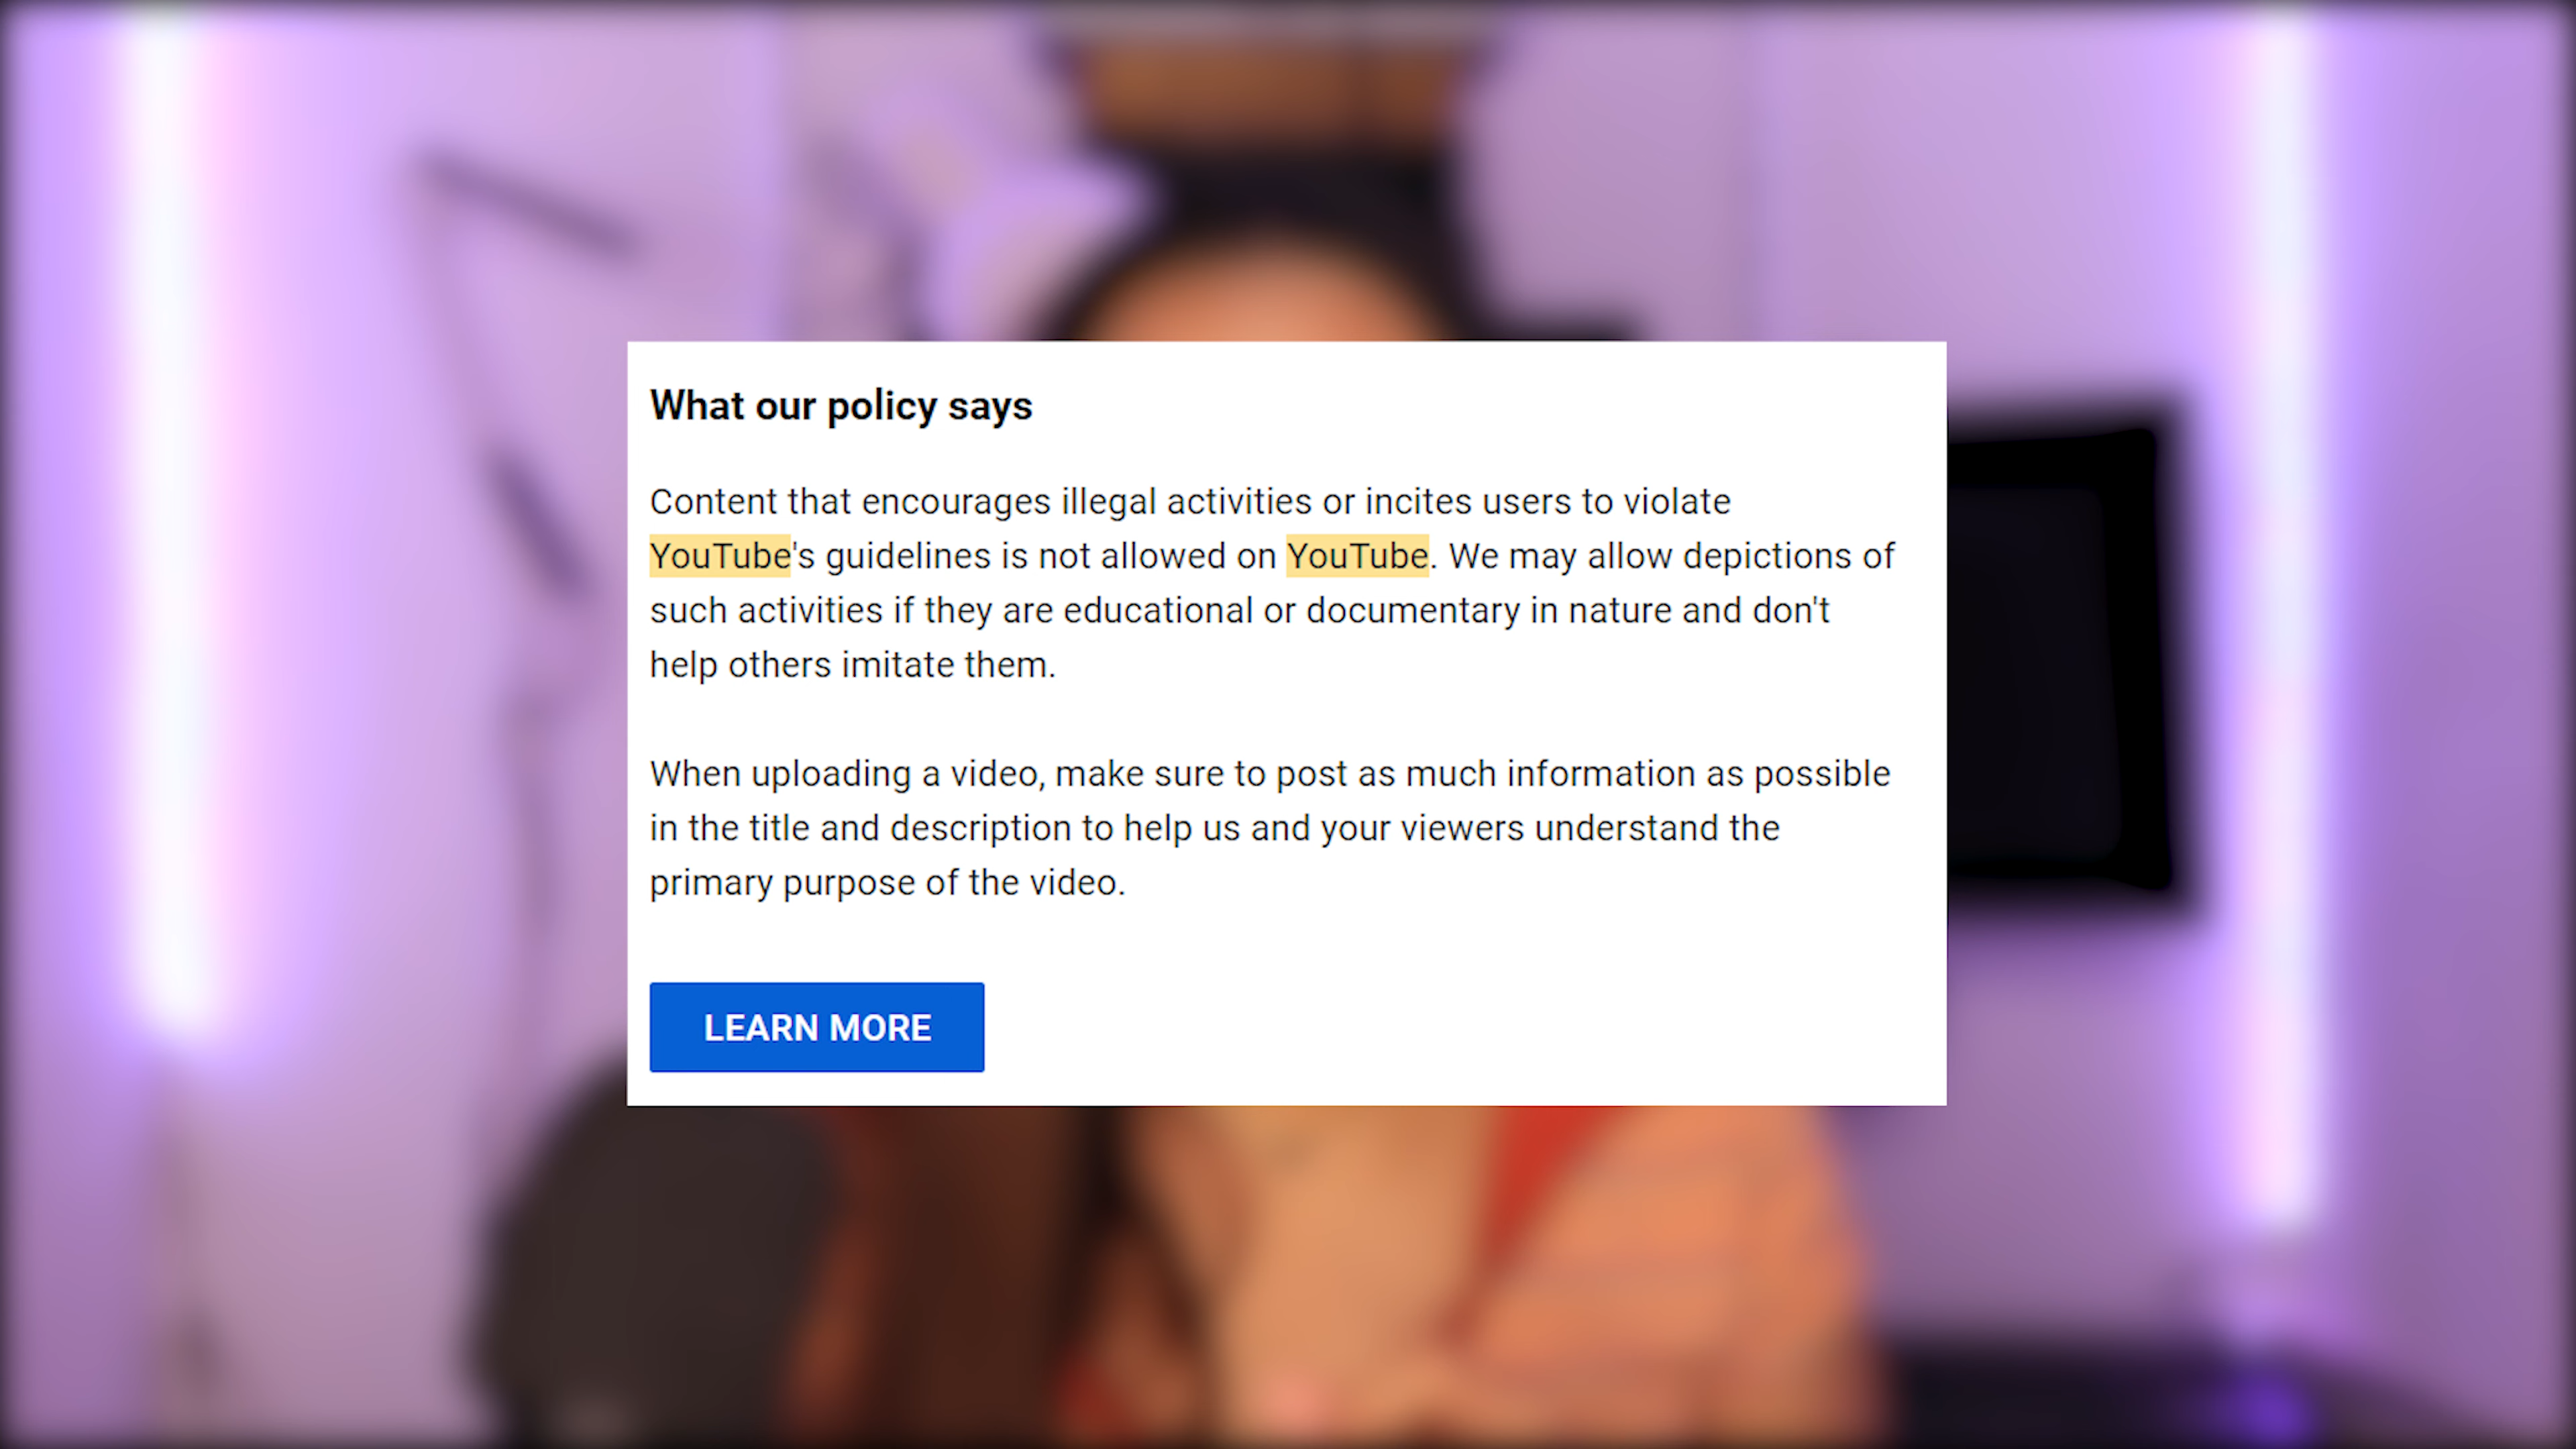 What our policy says
Content that encourages illegal activities or incites users to violate
YouTube's guidelines is not allowed on YouTube. We may allow depictions of
such activities if they are educational or documentary in nature and don't
help others imitate them.
When uploading a video, make sure to post as much information as possible
in the title and description to help us and your viewers understand the
primary purpose of the video.
LEARN MORE